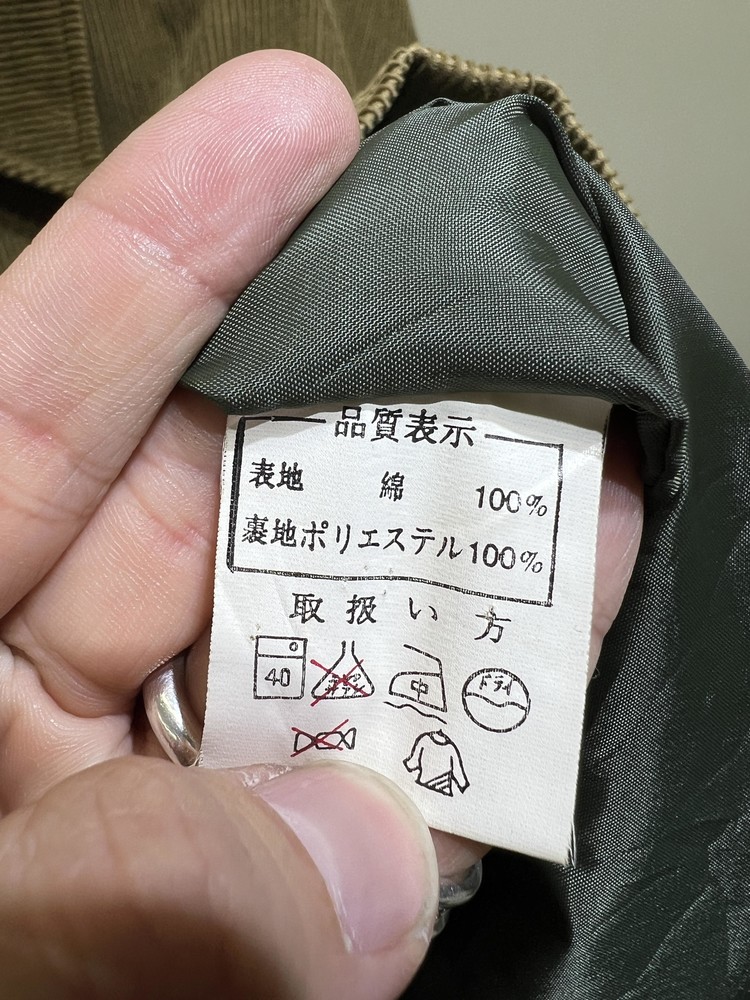 品質表示
表地 綿 100%
裏地ポリエステル100%
取扱い方
40 中 ドライ